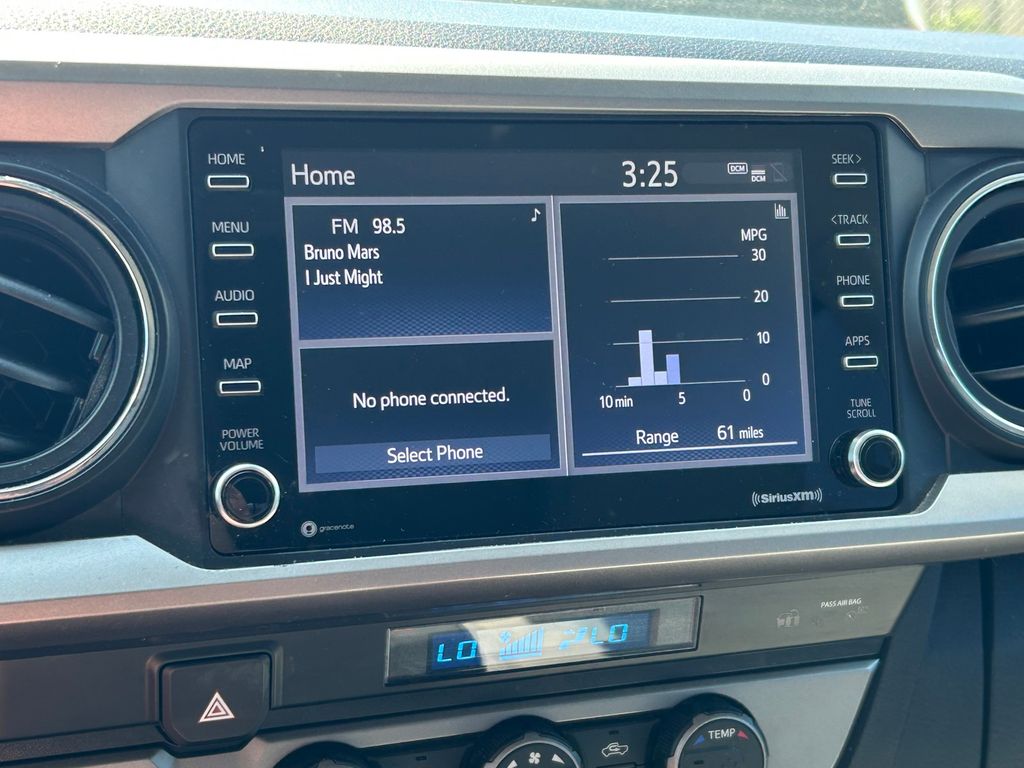 HOME
MENU
AUDIO
MAP
POWER
VOLUME
Home
3:25
DCM
DCM
FM 98.5
Bruno Mars
I Just Might
No phone connected.
Select Phone
MPG
30
20
10
0
10 min 5 0
Range 61 miles
SEEK >
< TRACK
PHONE
APPS
TUNE
SCROLL
gracenote
((SiriusXM))
PASS AIR BAG
LO LO
TEMP